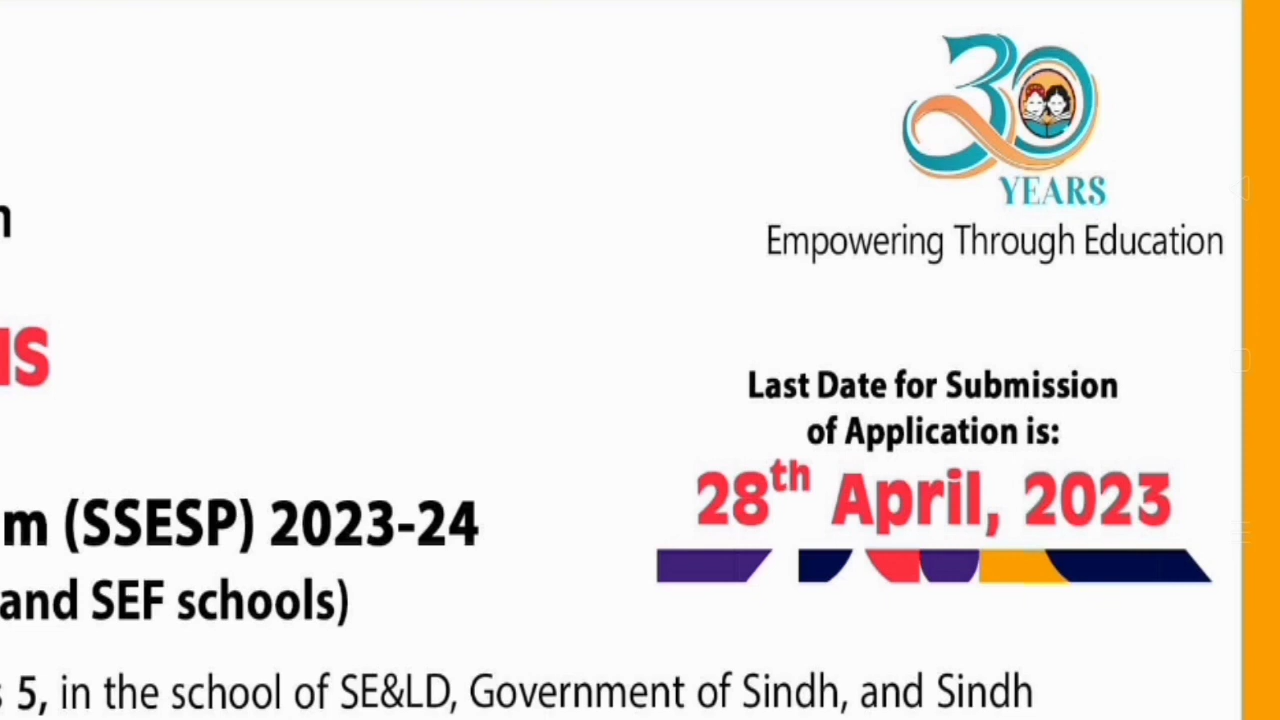 30
YEARS
Empowering Through Education
Last Date for Submission
of Application is:
28th April, 2023
(SSESP) 2023-24
and SEF schools)
5, in the school of SE&LD, Government of Sindh, and Sindh